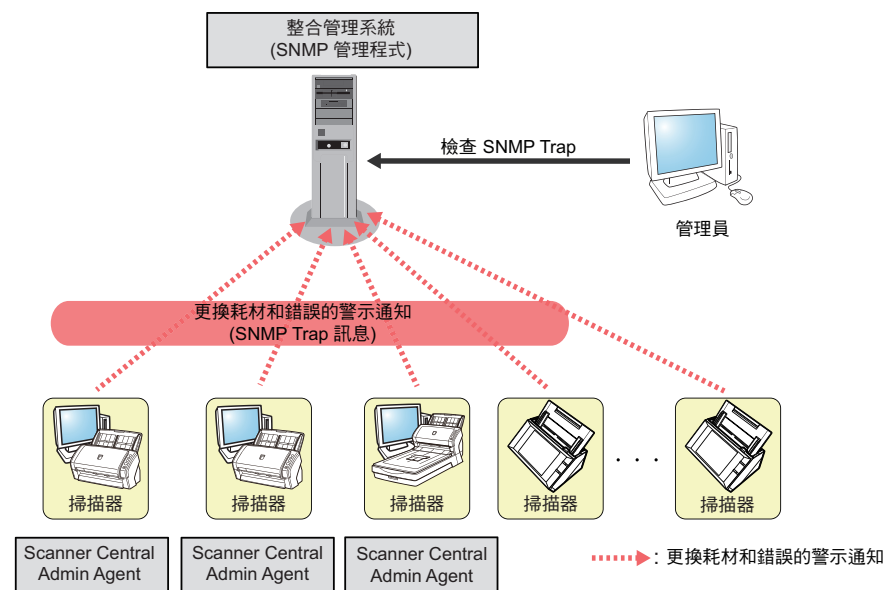 整合管理系統
(SNMP 管理程式)
檢查 SNMP Trap
管理員
更換耗材和錯誤的警示通知
(SNMP Trap 訊息)
掃描器
掃描器
掃描器
掃描器
. . .
掃描器
Scanner Central
Admin Agent
Scanner Central
Admin Agent
Scanner Central
Admin Agent
: 更換耗材和錯誤的警示通知